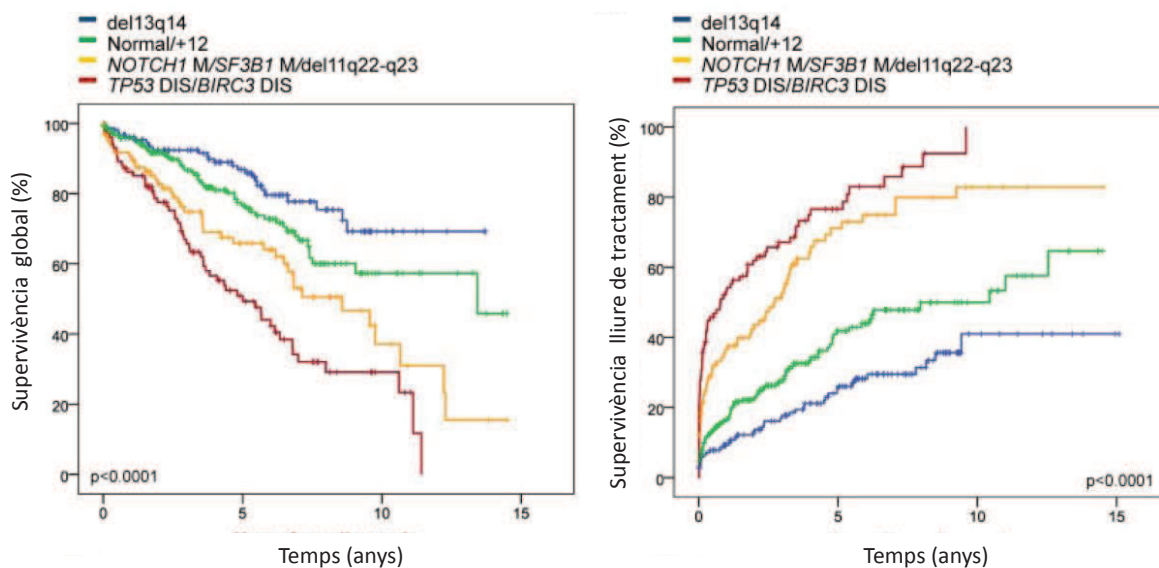 del13q14
Normal/+12
NOTCH1 M/SF3B1 M/del11q22-q23
TP53 DIS/BIRC3 DIS
Supervivència global (%)
100
80
60
40
20
0
p<0.0001
0
5
10
15
Temps (anys)
del13q14
Normal/+12
NOTCH1 M/SF3B1 M/del11q22-q23
TP53 DIS/BIRC3 DIS
Supervivència lliure de tractament (%)
100
80
60
40
20
0
p<0.0001
0
5
10
15
Temps (anys)